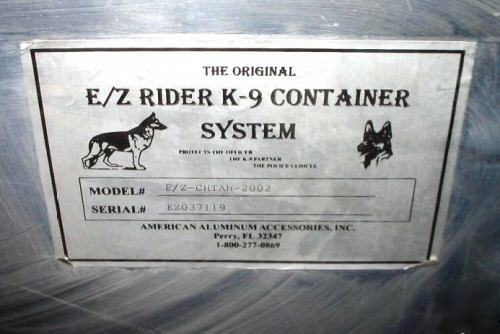 THE ORIGINAL
E/Z RIDER K-9 CONTAINER
SYSTEM
PROTECTS THE OFFICER
THE K-9 PARTNER
THE POLICE VEHICLE
MODEL# E/Z-CHTAH-2002
SERIAL# EZ037119
AMERICAN ALUMINUM ACCESSORIES, INC.
Perry, FL 32347
1-800-277-0869